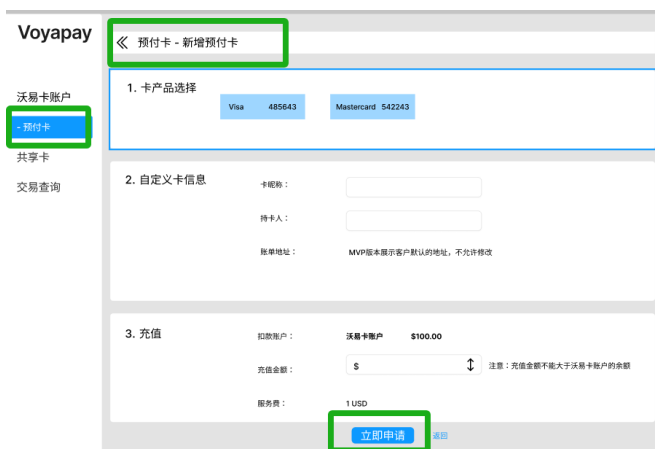 Voyapay
预付卡 - 新增预付卡
沃易卡账户
- 预付卡
共享卡
交易查询
1. 卡产品选择
Visa 485643 Mastercard 542243
2. 自定义卡信息
卡昵称：
持卡人：
账单地址： MVP版本展示客户默认的地址，不允许修改
3. 充值
扣款账户： 沃易卡账户 $100.00
充值金额： $ 注意：充值金额不能大于沃易卡账户的余额
服务费： 1 USD
立即申请 返回